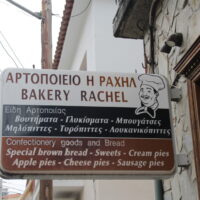 ΑΡΤΟΠΟΙΕΙΟ Η ΡΑΧΗΛ
BAKERY RACHEL
Είδη Αρτοποιίας
Βουτήματα - Γλυκίσματα - Μπουγάτσες
Μηλόπιττες - Τυρόπιττες - Λουκανικόπιττες
Confectionery goods and Bread
Special brown bread - Sweets - Cream pies
Apple pies - Cheese pies - Sausage pies